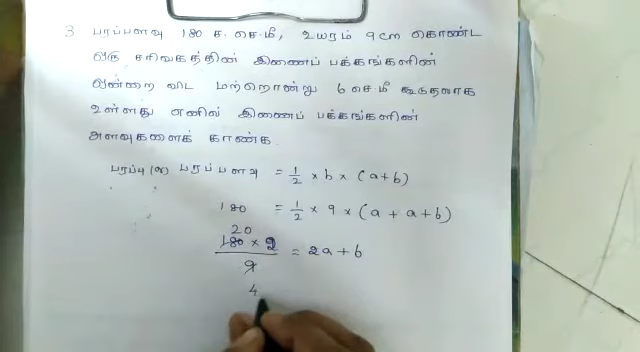 3 பரப்பளவு 180 ச. செ.மீ, உயரம் 9cm கொண்ட
ஒரு சரிவகத்தின் இணைப் பக்கங்களின்
ஒன்றை விட மற்றொன்று 6 செ.மீ கூடுதலாக
உள்ளது எனில் இணைப் பக்கங்களின்
அளவுகளைக் காண்க.
பரப்பு (அ) பரப்பளவு = 1/2 × h × (a+b)
180 = 1/2 × 9 × (a + a + b)
20
180 × 2 / 9 = 2a + b
4